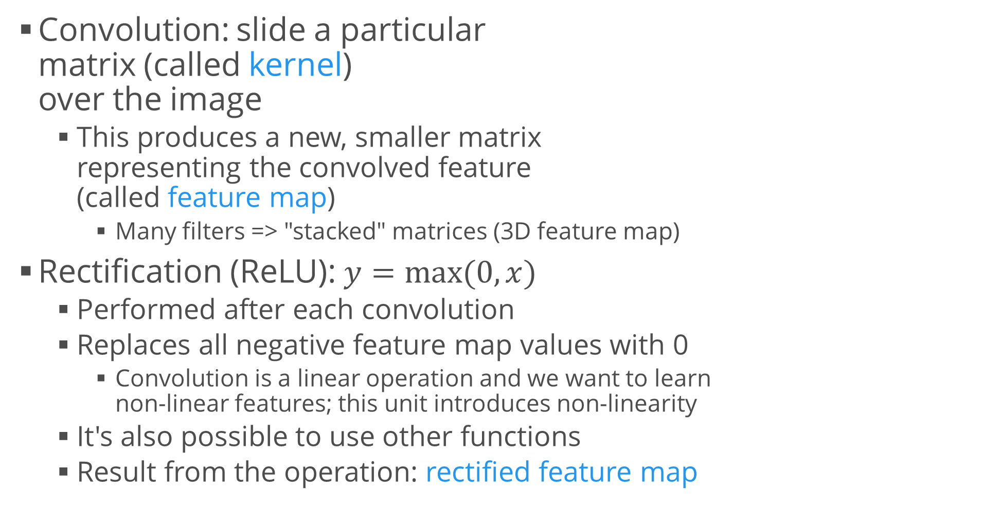 ▪ Convolution: slide a particular
matrix (called kernel)
over the image
▪ This produces a new, smaller matrix
representing the convolved feature
(called feature map)
▪ Many filters => "stacked" matrices (3D feature map)
▪ Rectification (ReLU): 𝑦 = max(0, 𝑥)
▪ Performed after each convolution
▪ Replaces all negative feature map values with 0
▪ Convolution is a linear operation and we want to learn
non-linear features; this unit introduces non-linearity
▪ It's also possible to use other functions
▪ Result from the operation: rectified feature map